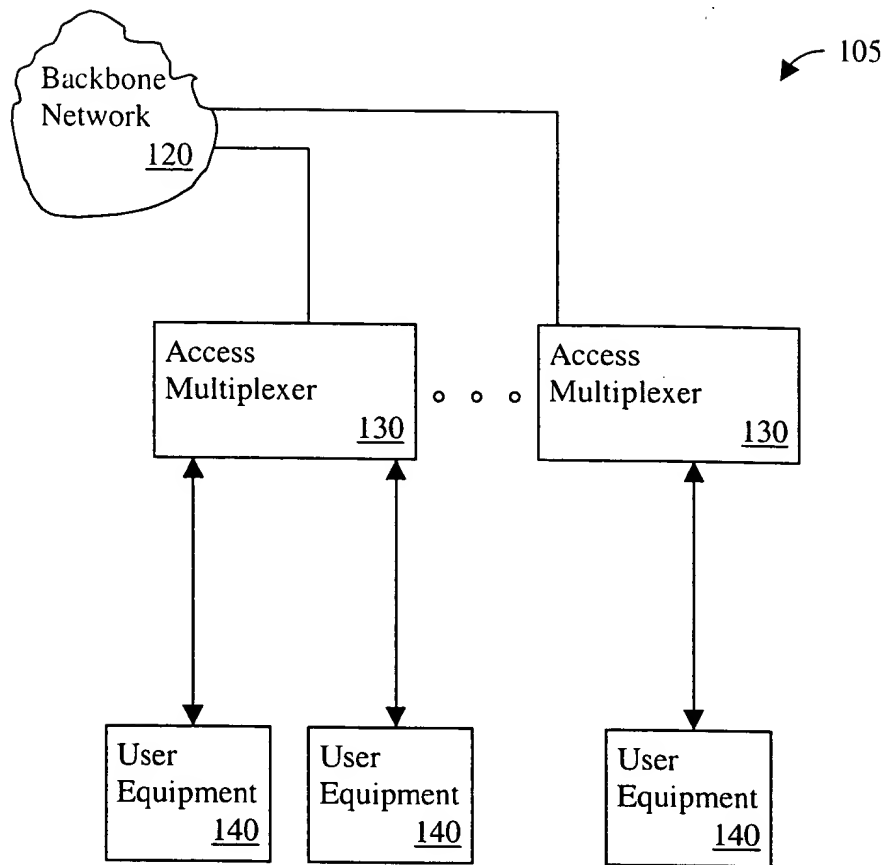 105
Backbone
Network
120
Access
Multiplexer
130
Access
Multiplexer
130
User
Equipment
140
User
Equipment
140
User
Equipment
140